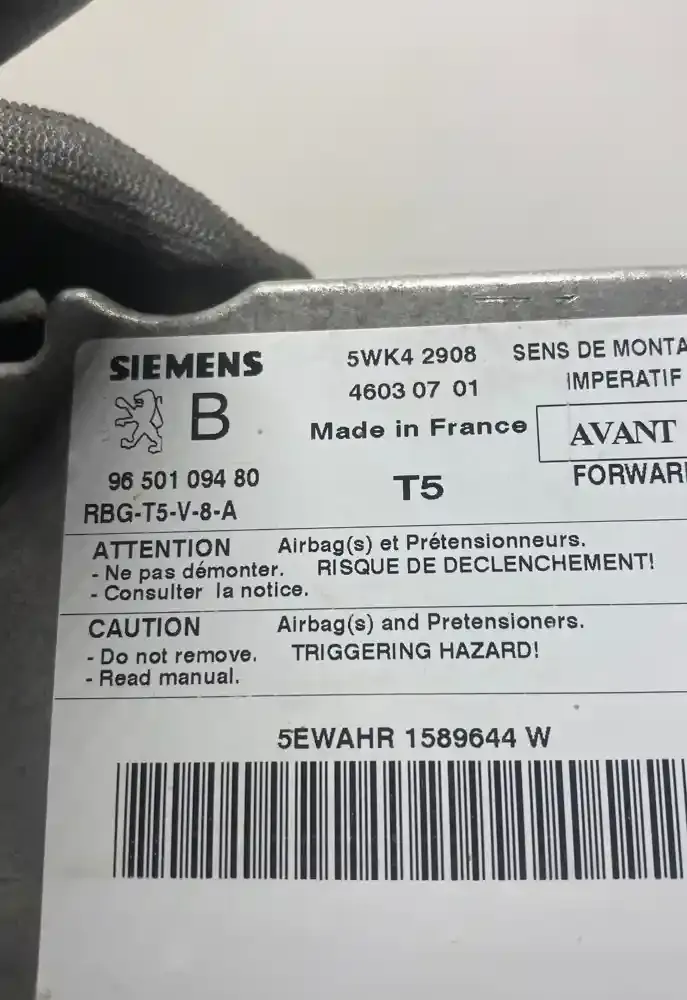 SIEMENS
5WK4 2908
SENS DE MONTA
4603 07 01
IMPERATIF
B
Made in France
AVANT
96 501 094 80
T5
FORWAR
RBG-T5-V-8-A
ATTENTION Airbag(s) et Prétensionneurs.
- Ne pas démonter. RISQUE DE DECLENCHEMENT!
- Consulter la notice.
CAUTION Airbag(s) and Pretensioners.
- Do not remove. TRIGGERING HAZARD!
- Read manual.
5EWAHR 1589644 W